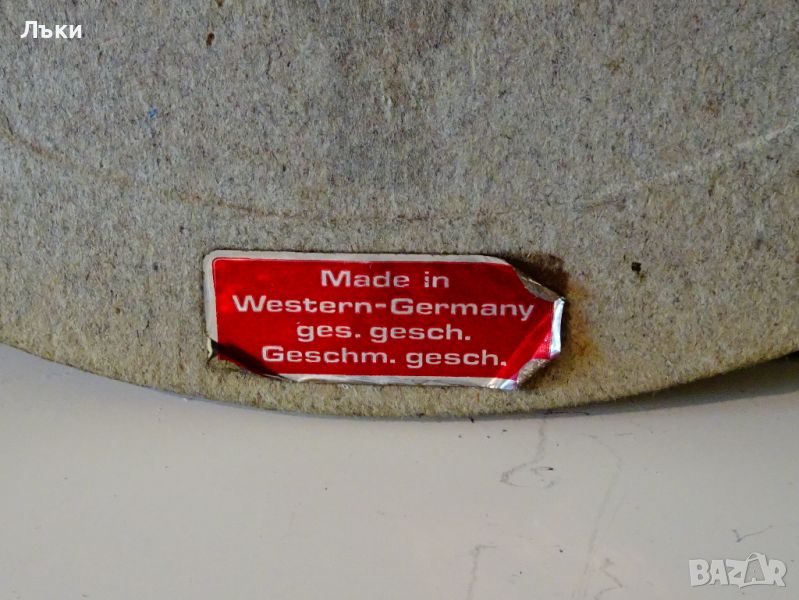 Лъки
Made in
Western-Germany
ges. gesch.
Geschm. gesch.
BAZAR